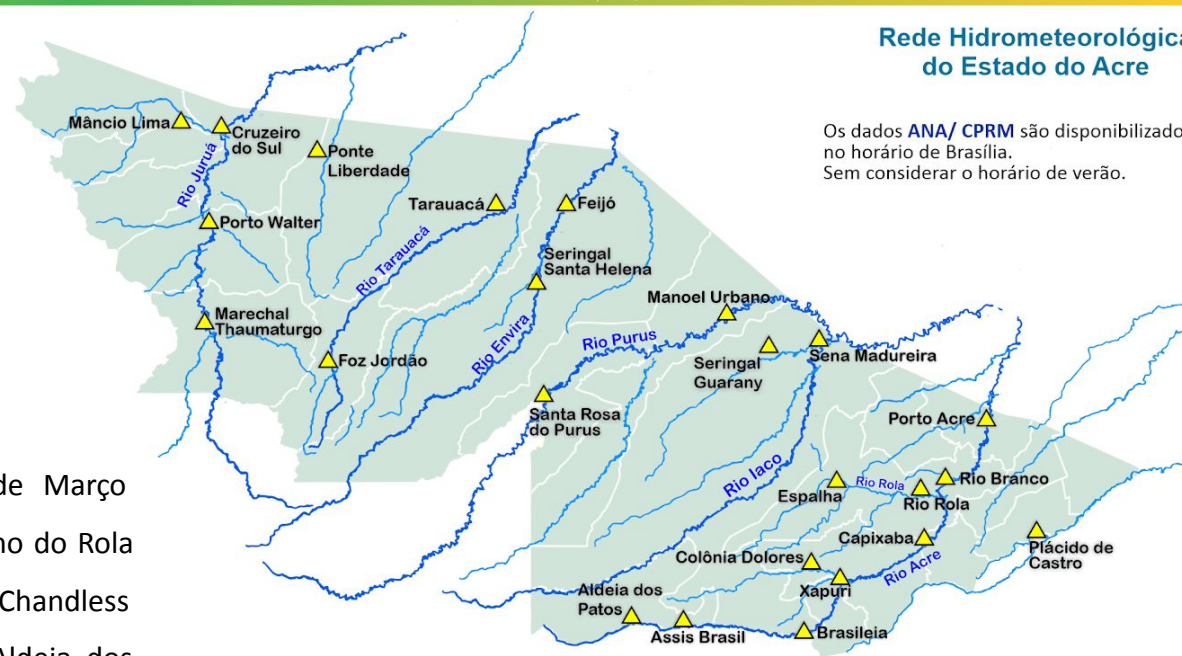 Rede Hidrometeorológica
do Estado do Acre
Os dados ANA/ CPRM são disponibilizado
no horário de Brasília.
Sem considerar o horário de verão.
Mâncio Lima
Cruzeiro
do Sul
Ponte
Liberdade
Rio Juruá
Porto Walter
Tarauacá
Feijó
Rio Tarauacá
Seringal
Santa Helena
Marechal
Thaumaturgo
Foz Jordão
Rio Envira
Manoel Urbano
Rio Purus
Seringal
Guarany
Sena Madureira
Santa Rosa
do Purus
Porto Acre
Rio Iaco
Espalha
Rio Rola
Rio Rola
Rio Branco
Capixaba
Plácido de
Castro
Colônia Dolores
Rio Acre
Xapuri
Aldeia dos
Patos
Assis Brasil
Brasileia
de Março
no do Rola
Chandless
Aldeia dos